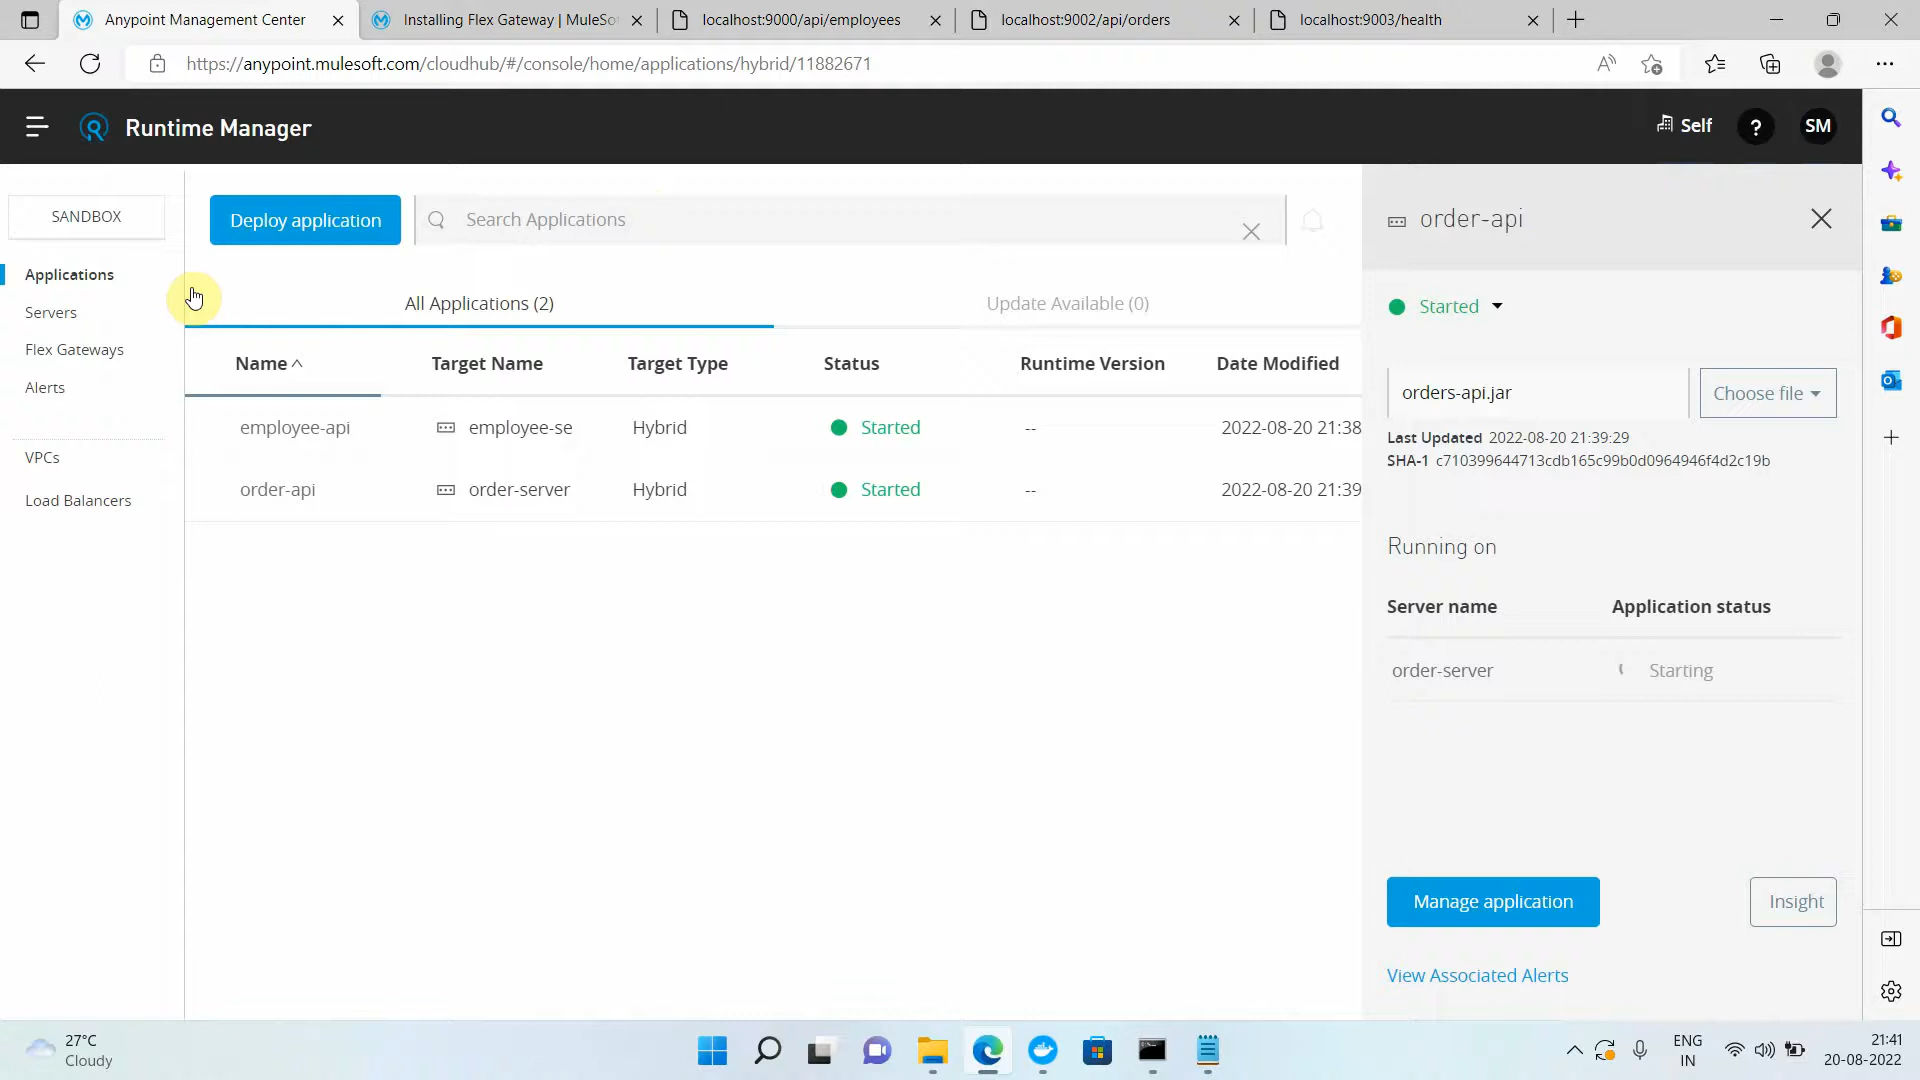 Anypoint Management Center
Installing Flex Gateway | MuleSo
localhost:9000/api/employees
localhost:9002/api/orders
localhost:9003/health
https://anypoint.mulesoft.com/cloudhub/#/console/home/applications/hybrid/11882671
Runtime Manager
Self
?
SM
SANDBOX
Applications
Servers
Flex Gateways
Alerts
VPCs
Load Balancers
Deploy application
Search Applications
All Applications (2)
Update Available (0)
Name Target Name Target Type Status Runtime Version Date Modified
employee-api employee-se Hybrid Started -- 2022-08-20 21:38
order-api order-server Hybrid Started -- 2022-08-20 21:39
order-api
Started
orders-api.jar
Choose file
Last Updated 2022-08-20 21:39:29
SHA-1 c710399644713cdb165c99b0d0964946f4d2c19b
Running on
Server name Application status
order-server Starting
Manage application
Insight
View Associated Alerts
27°C
Cloudy
ENG
IN
21:41
20-08-2022